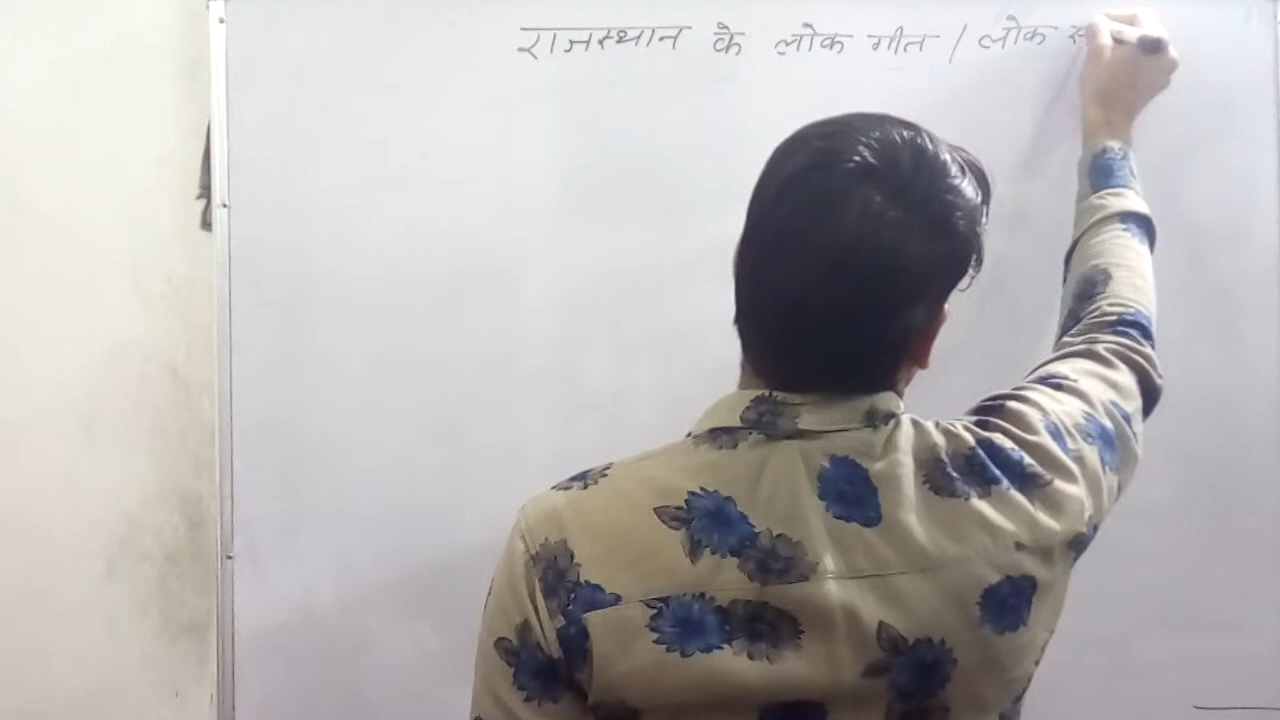 राजस्थान के लोक गीत / लोक स